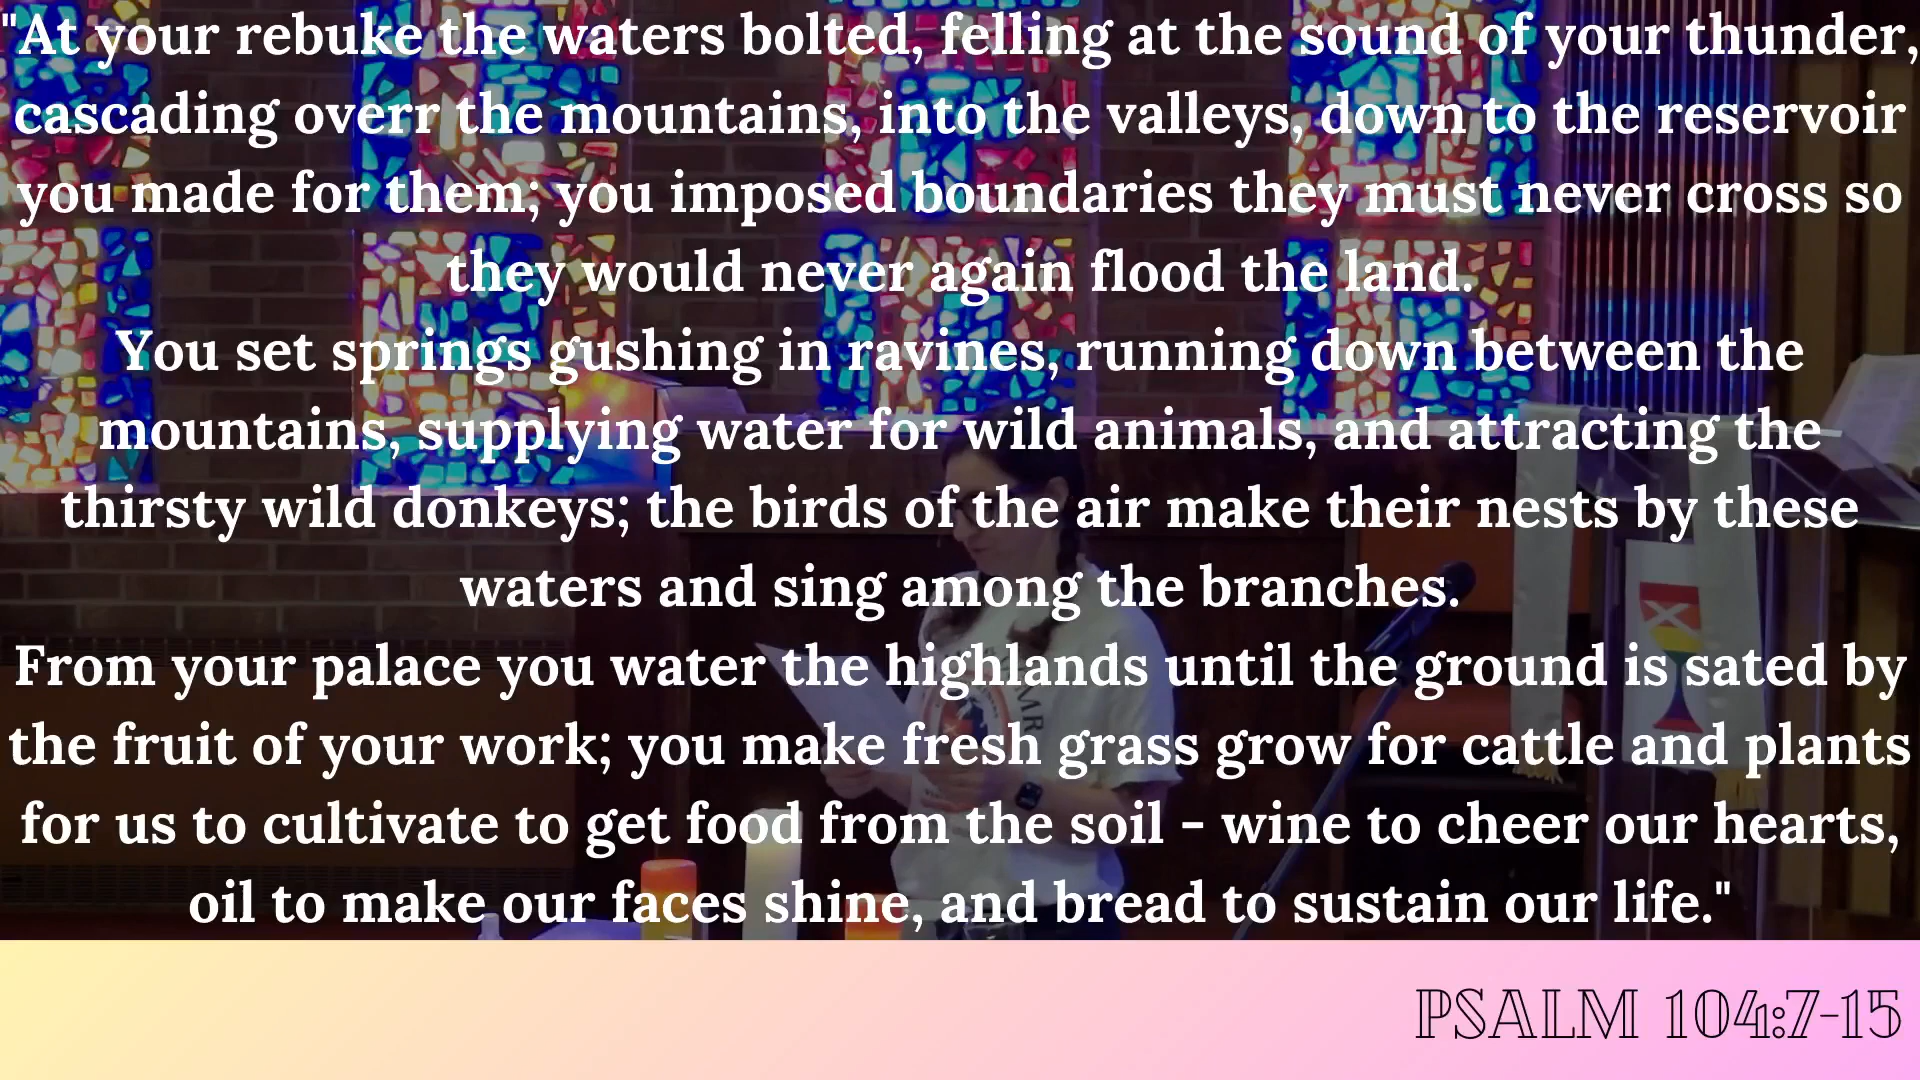 "At your rebuke the waters bolted, felling at the sound of your thunder,
cascading overr the mountains, into the valleys, down to the reservoir
you made for them; you imposed boundaries they must never cross so
they would never again flood the land.
You set springs gushing in ravines, running down between the
mountains, supplying water for wild animals, and attracting the
thirsty wild donkeys; the birds of the air make their nests by these
waters and sing among the branches.
From your palace you water the highlands until the ground is sated by
the fruit of your work; you make fresh grass grow for cattle and plants
for us to cultivate to get food from the soil - wine to cheer our hearts,
oil to make our faces shine, and bread to sustain our life."
PSALM 104:7-15